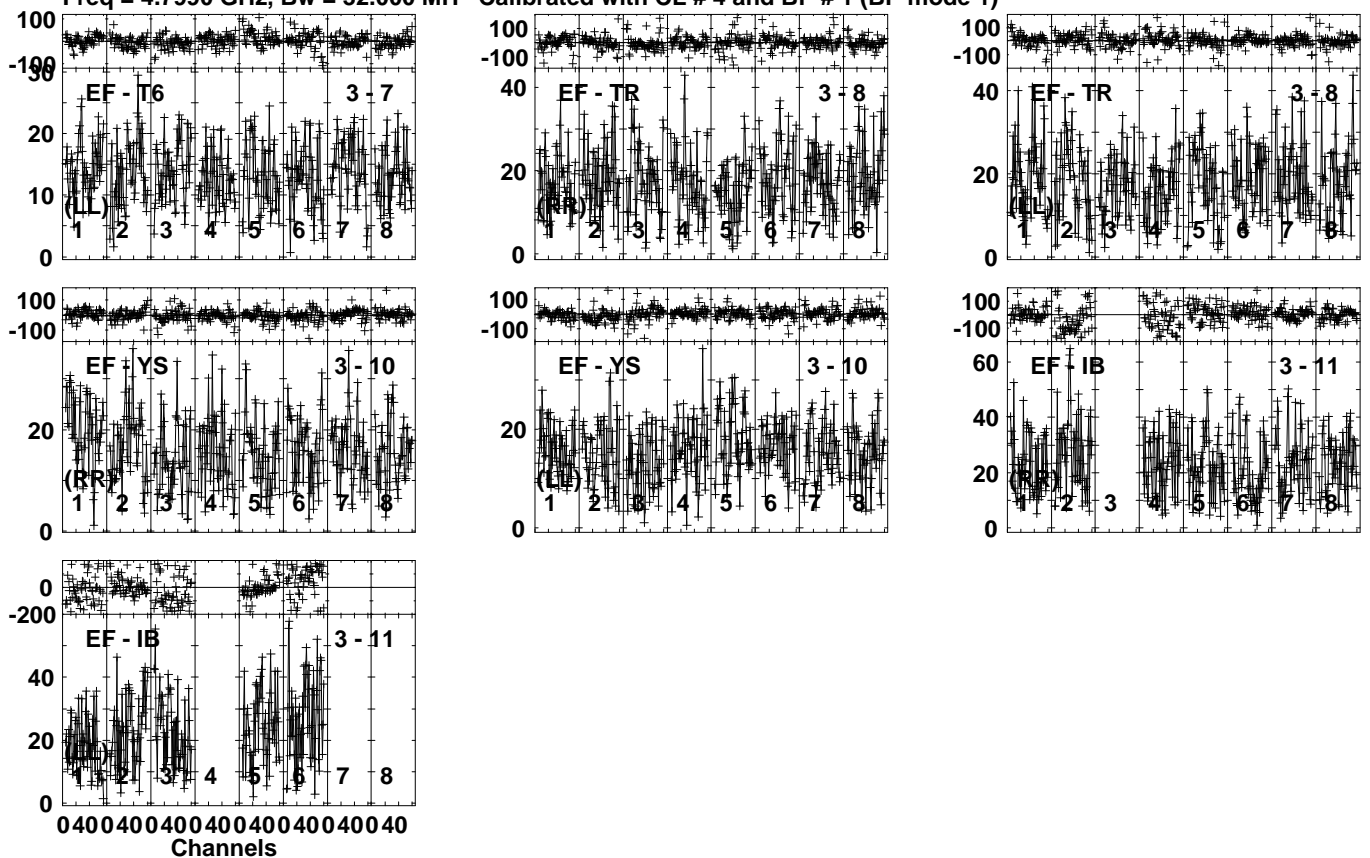 Freq = 4.7990 GHz, Bw = 32.000 MH Calibrated with CL # 4 and BP # 1 (BP mode 1)
100
-100
30
20
10
0
EF - T6 3 - 7
(LL)
1 2 3 4 5 6 7 8
100
-100
40
20
0
EF - TR 3 - 8
(RR)
1 2 3 4 5 6 7 8
100
-100
40
20
0
EF - TR 3 - 8
(LL)
1 2 3 4 5 6 7 8
100
-100
20
0
EF - YS 3 - 10
(RR)
1 2 3 4 5 6 7 8
100
-100
20
0
EF - YS 3 - 10
(LL)
1 2 3 4 5 6 7 8
100
-100
60
40
20
0
EF - IB 3 - 11
(RR)
1 2 3 4 5 6 7 8
0
-200
40
20
0
EF - IB 3 - 11
(LL)
1 2 3 4 5 6 7 8
0 40 0 40 0 40 0 40 0 40 0 40 0 40 0 40
Channels